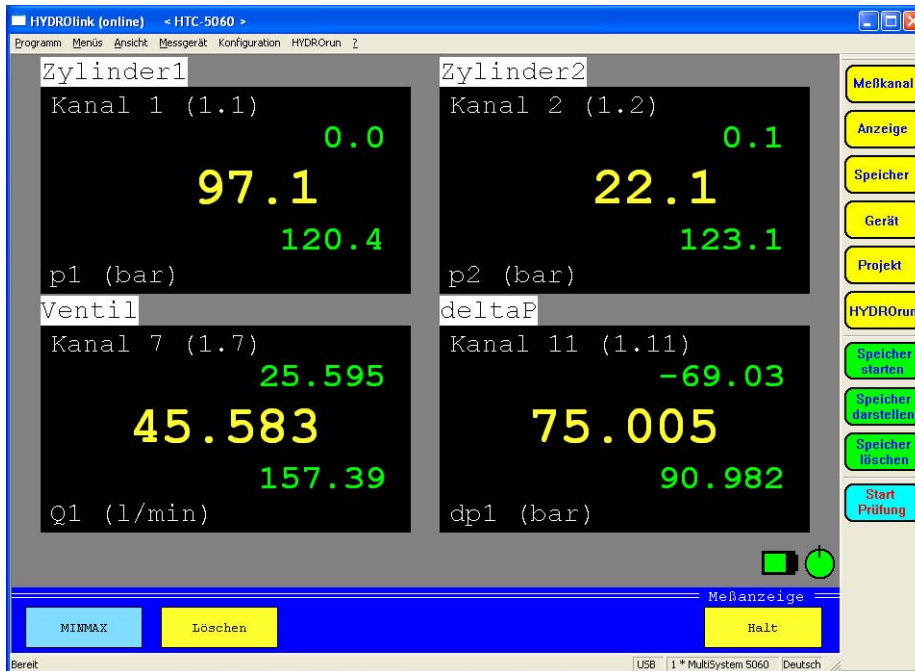 HYDROlink (online) < HTC-5060 >
Programm Menüs Ansicht Messgerät Konfiguration HYDROrun ?
Zylinder1
Kanal 1 (1.1)
0.0
97.1
120.4
p1 (bar)
Zylinder2
Kanal 2 (1.2)
0.1
22.1
123.1
p2 (bar)
Ventil
Kanal 7 (1.7)
25.595
45.583
157.39
Q1 (l/min)
deltaP
Kanal 11 (1.11)
-69.03
75.005
90.982
dp1 (bar)
Meßkanal
Anzeige
Speicher
Gerät
Projekt
HYDROrun
Speicher
starten
Speicher
darstellen
Speicher
löschen
Start
Prüfung
Meßanzeige
MINMAX
Löschen
Halt
Bereit
USB
1 * MultiSystem 5060
Deutsch